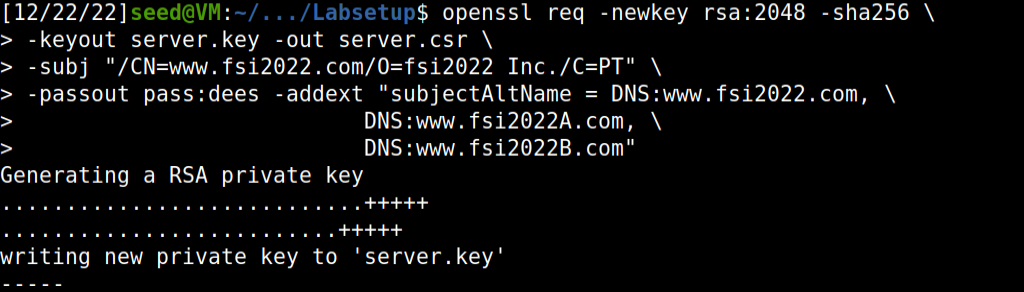 [12/22/22]seed@VM:~/.../Labsetup$ openssl req -newkey rsa:2048 -sha256 \
> -keyout server.key -out server.csr \
> -subj "/CN=www.fsi2022.com/O=fsi2022 Inc./C=PT" \
> -passout pass:dees -addext "subjectAltName = DNS:www.fsi2022.com, \
>                           DNS:www.fsi2022A.com, \
>                           DNS:www.fsi2022B.com"
Generating a RSA private key
............................+++++
..........................+++++
writing new private key to 'server.key'
-----